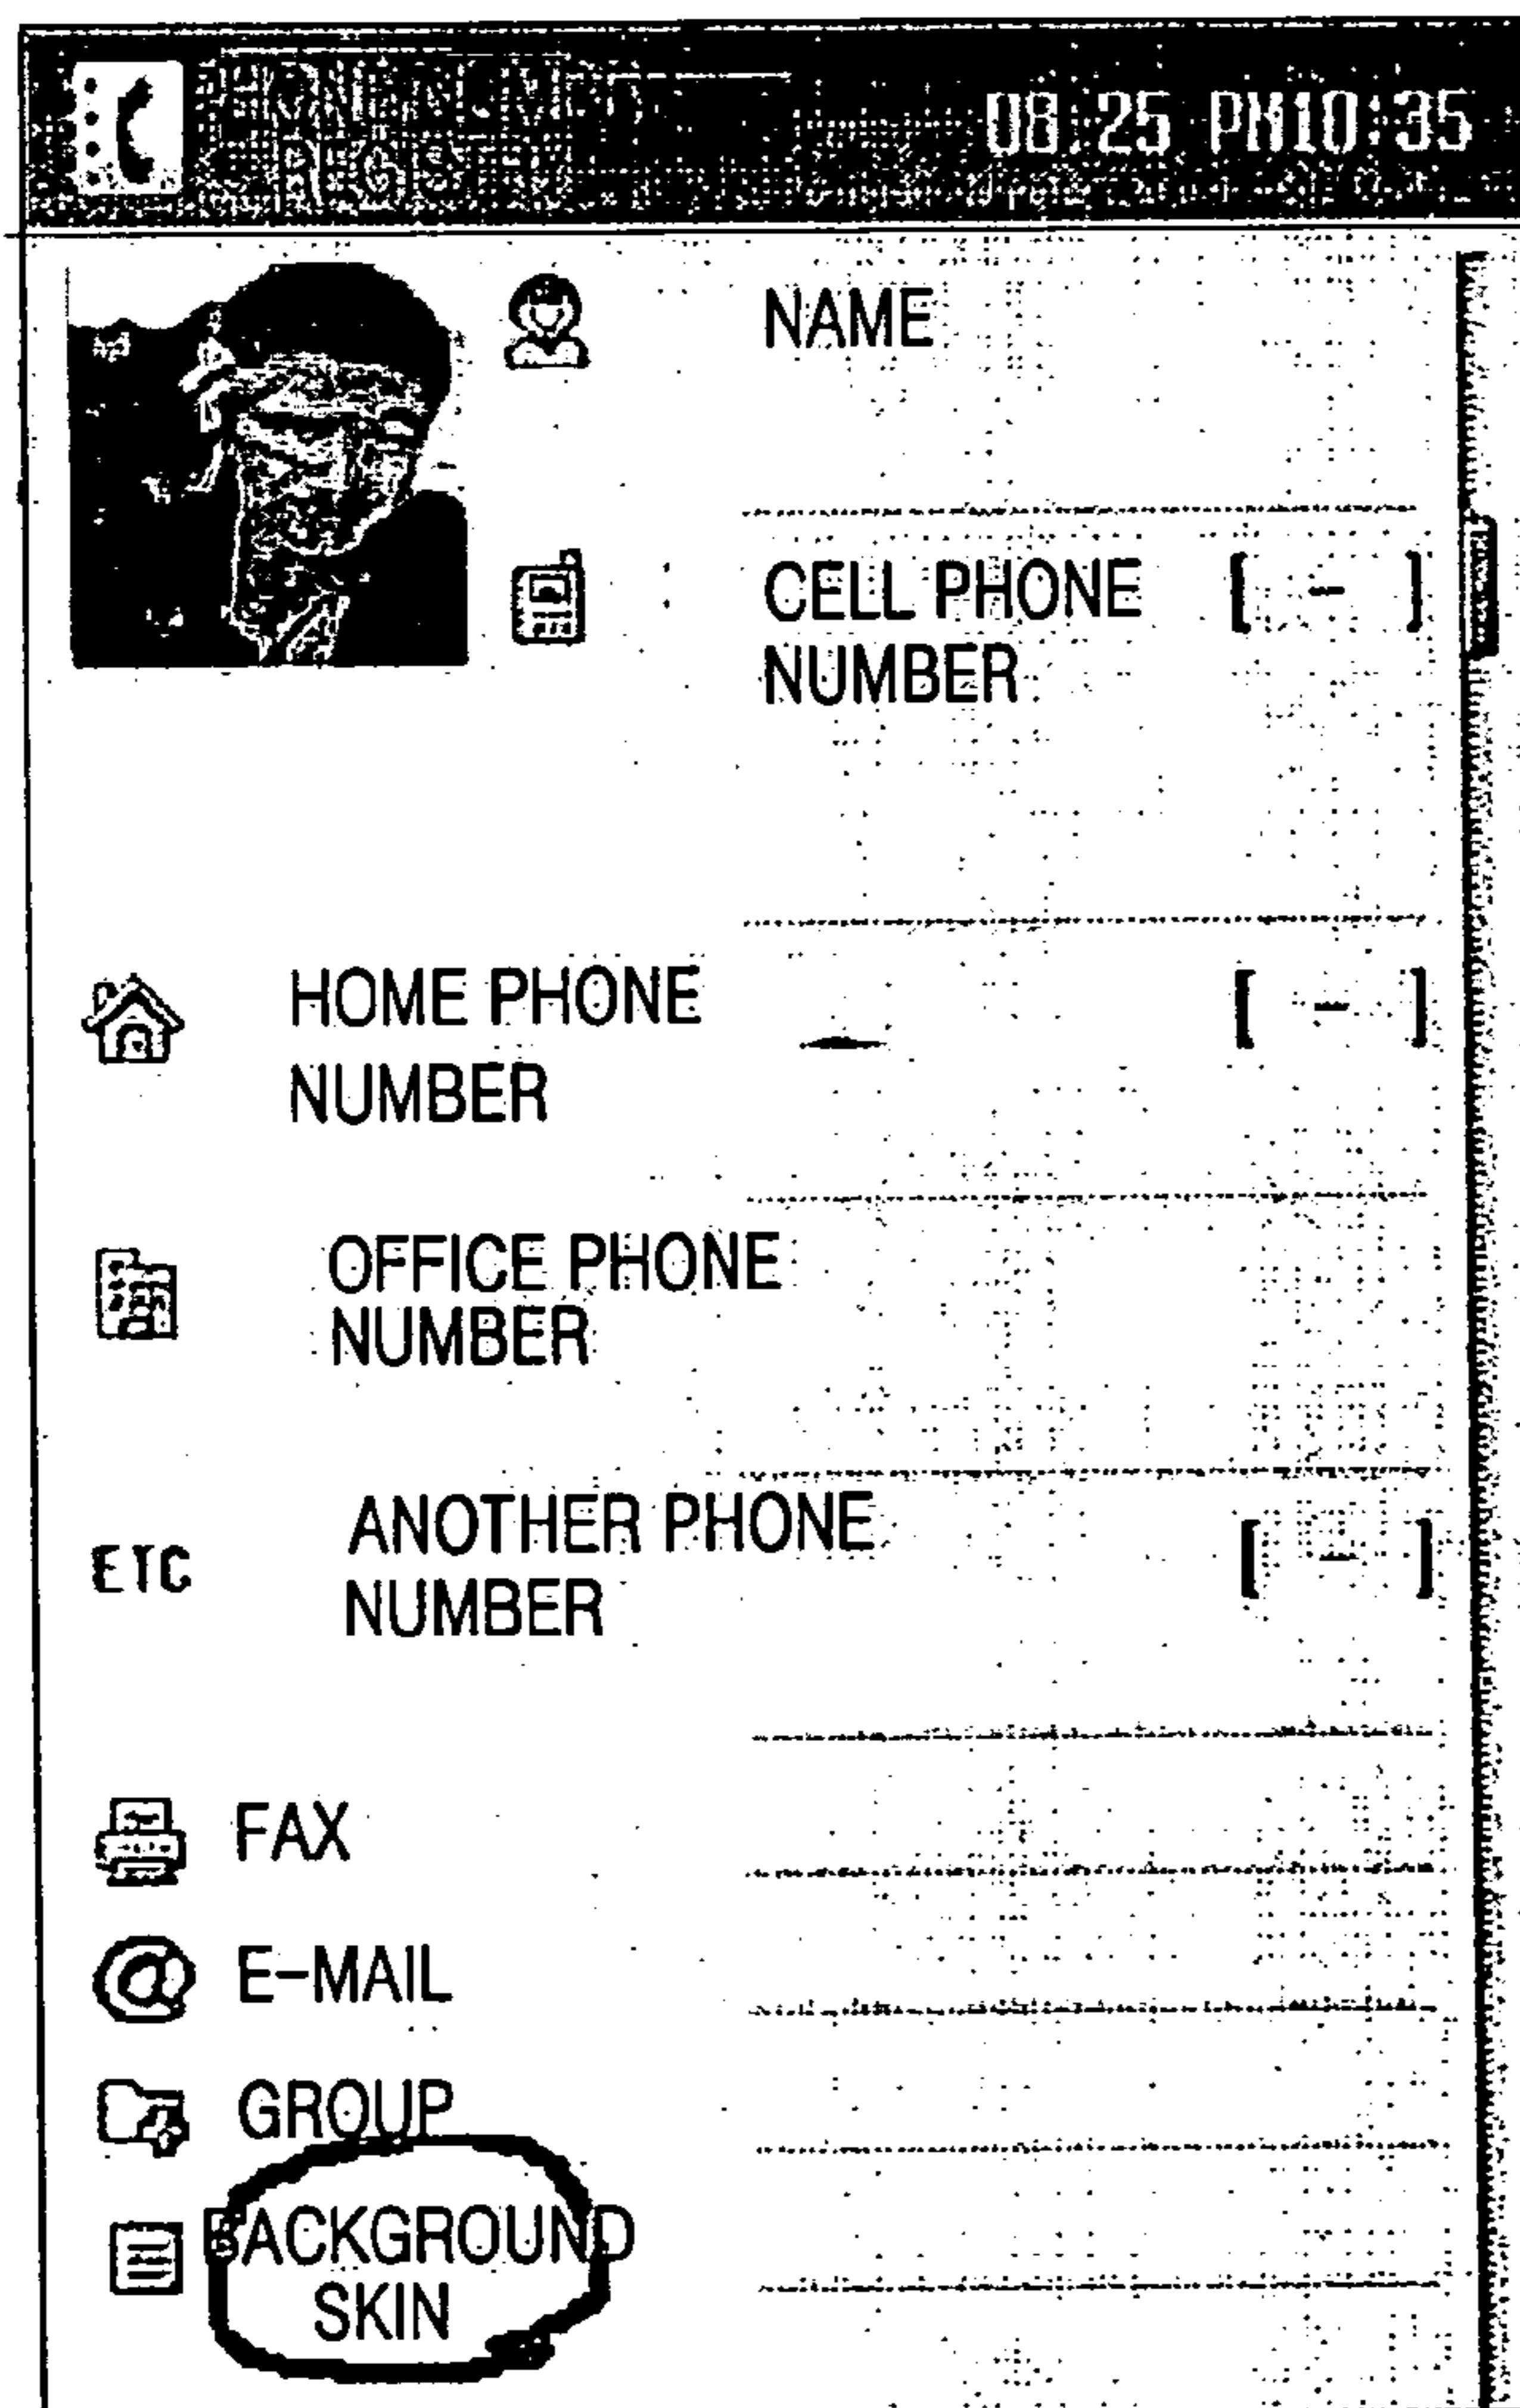 08.25 PM10:35
NAME
CELL PHONE [ - ]
NUMBER
HOME PHONE [ - ]
NUMBER
OFFICE PHONE
NUMBER
ETC ANOTHER PHONE [ - ]
NUMBER
FAX
@ E-MAIL
GROUP
BACKGROUND
SKIN